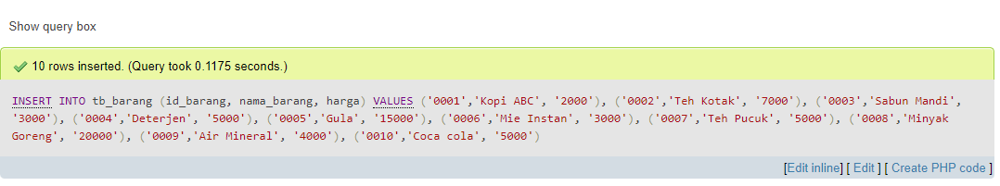 Show query box
10 rows inserted. (Query took 0.1175 seconds.)
INSERT INTO tb_barang (id_barang, nama_barang, harga) VALUES ('0001','Kopi ABC', '2000'), ('0002','Teh Kotak', '7000'), ('0003','Sabun Mandi',
'3000'), ('0004','Deterjen', '5000'), ('0005','Gula', '15000'), ('0006','Mie Instan', '3000'), ('0007','Teh Pucuk', '5000'), ('0008','Minyak
Goreng', '20000'), ('0009','Air Mineral', '4000'), ('0010','Coca cola', '5000')
[Edit inline] [ Edit ] [ Create PHP code ]